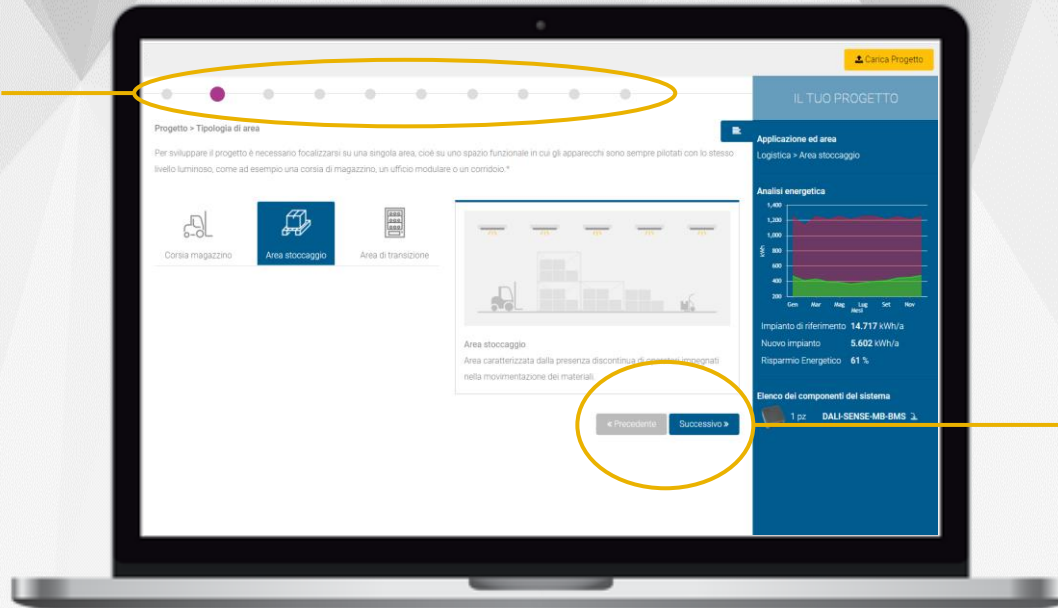 Carica Progetto
IL TUO PROGETTO
Progetto > Tipologia di area
Per sviluppare il progetto è necessario focalizzarsi su una singola area, cioè su uno spazio funzionale in cui gli apparecchi sono sempre pilotati con lo stesso
livello luminoso, come ad esempio una corsia di magazzino, un ufficio modulare o un corridoio.*
Corsia magazzino
Area stoccaggio
Area di transizione
Area stoccaggio
Area caratterizzata dalla presenza discontinua di operatori impegnati
nella movimentazione dei materiali
« Precedente
Successivo »
Applicazione ed area
Logistica > Area stoccaggio
Analisi energetica
1,400
1,200
1,000
800
600
400
200
kWh
Gen Mar Mag Lug Set Nov
Mesi
Impianto di riferimento 14.717 kWh/a
Nuovo impianto 5.602 kWh/a
Risparmio Energetico 61 %
Elenco dei componenti del sistema
1 pz DALI-SENSE-MB-BMS